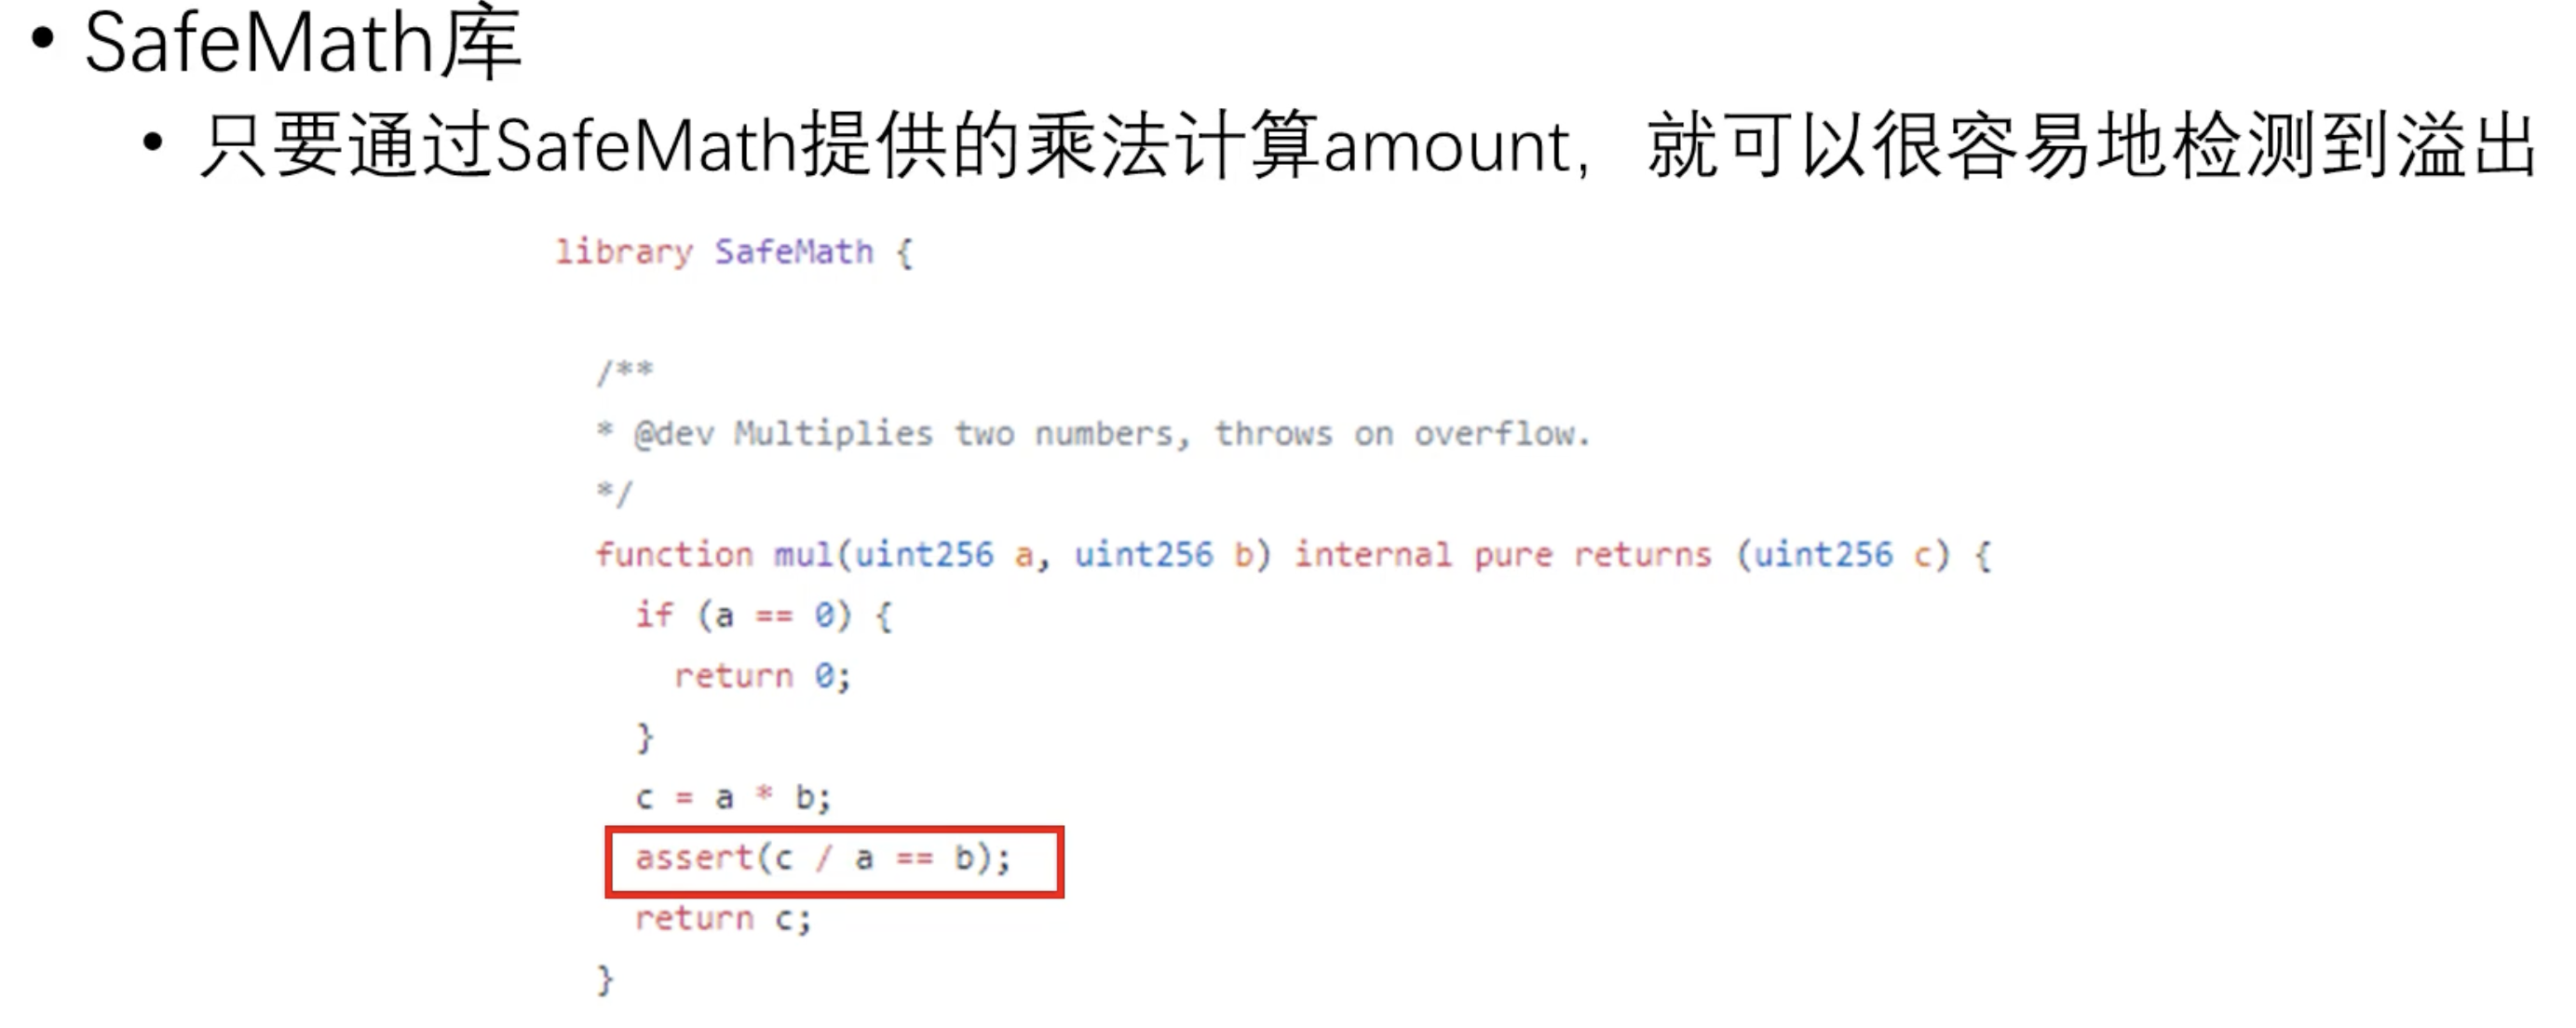 • SafeMath库
• 只要通过SafeMath提供的乘法计算amount，就可以很容易地检测到溢出
library SafeMath {
/**
* @dev Multiplies two numbers, throws on overflow.
*/
function mul(uint256 a, uint256 b) internal pure returns (uint256 c) {
if (a == 0) {
return 0;
}
c = a * b;
assert(c / a == b);
return c;
}